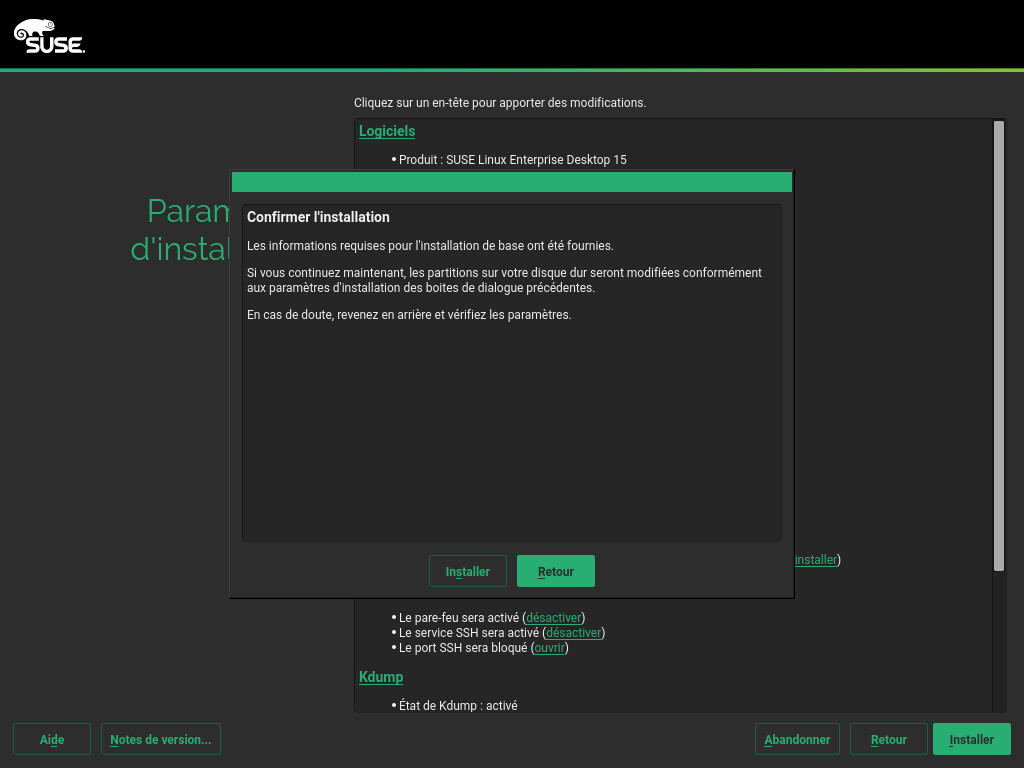 SUSE.
Cliquez sur un en-tête pour apporter des modifications.
Logiciels
• Produit : SUSE Linux Enterprise Desktop 15
Confirmer l'installation
Les informations requises pour l'installation de base ont été fournies.
Si vous continuez maintenant, les partitions sur votre disque dur seront modifiées conformément
aux paramètres d'installation des boites de dialogue précédentes.
En cas de doute, revenez en arrière et vérifiez les paramètres.
Installer Retour
installer)
• Le pare-feu sera activé (désactiver)
• Le service SSH sera activé (désactiver)
• Le port SSH sera bloqué (ouvrir)
Kdump
• État de Kdump : activé
Aide Notes de version... Abandonner Retour Installer